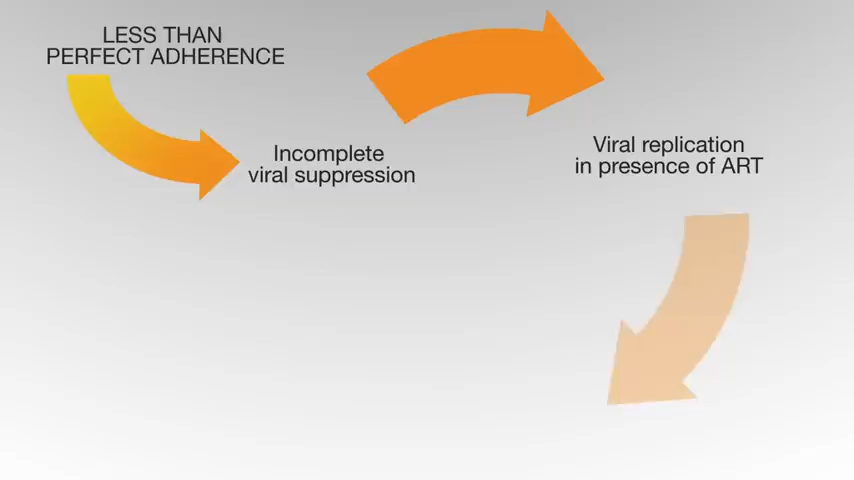 LESS THAN
PERFECT ADHERENCE
Incomplete
viral suppression
Viral replication
in presence of ART